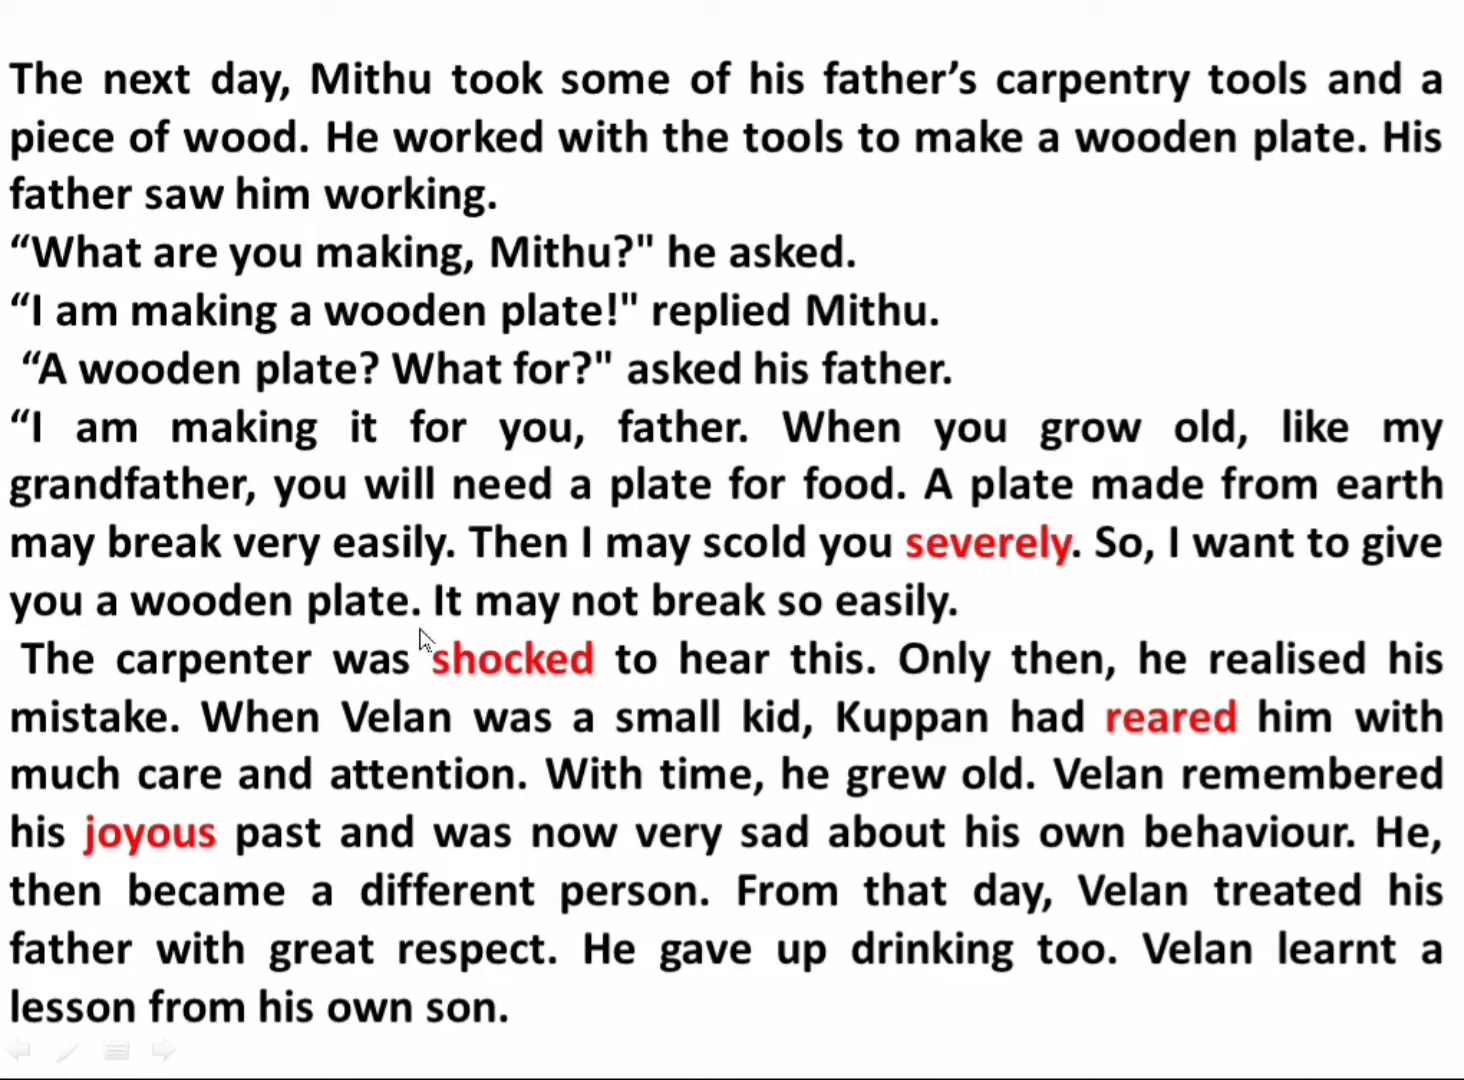 The next day, Mithu took some of his father’s carpentry tools and a
piece of wood. He worked with the tools to make a wooden plate. His
father saw him working.
“What are you making, Mithu?" he asked.
“I am making a wooden plate!" replied Mithu.
“A wooden plate? What for?" asked his father.
“I am making it for you, father. When you grow old, like my
grandfather, you will need a plate for food. A plate made from earth
may break very easily. Then I may scold you severely. So, I want to give
you a wooden plate. It may not break so easily.
The carpenter was shocked to hear this. Only then, he realised his
mistake. When Velan was a small kid, Kuppan had reared him with
much care and attention. With time, he grew old. Velan remembered
his joyous past and was now very sad about his own behaviour. He,
then became a different person. From that day, Velan treated his
father with great respect. He gave up drinking too. Velan learnt a
lesson from his own son.